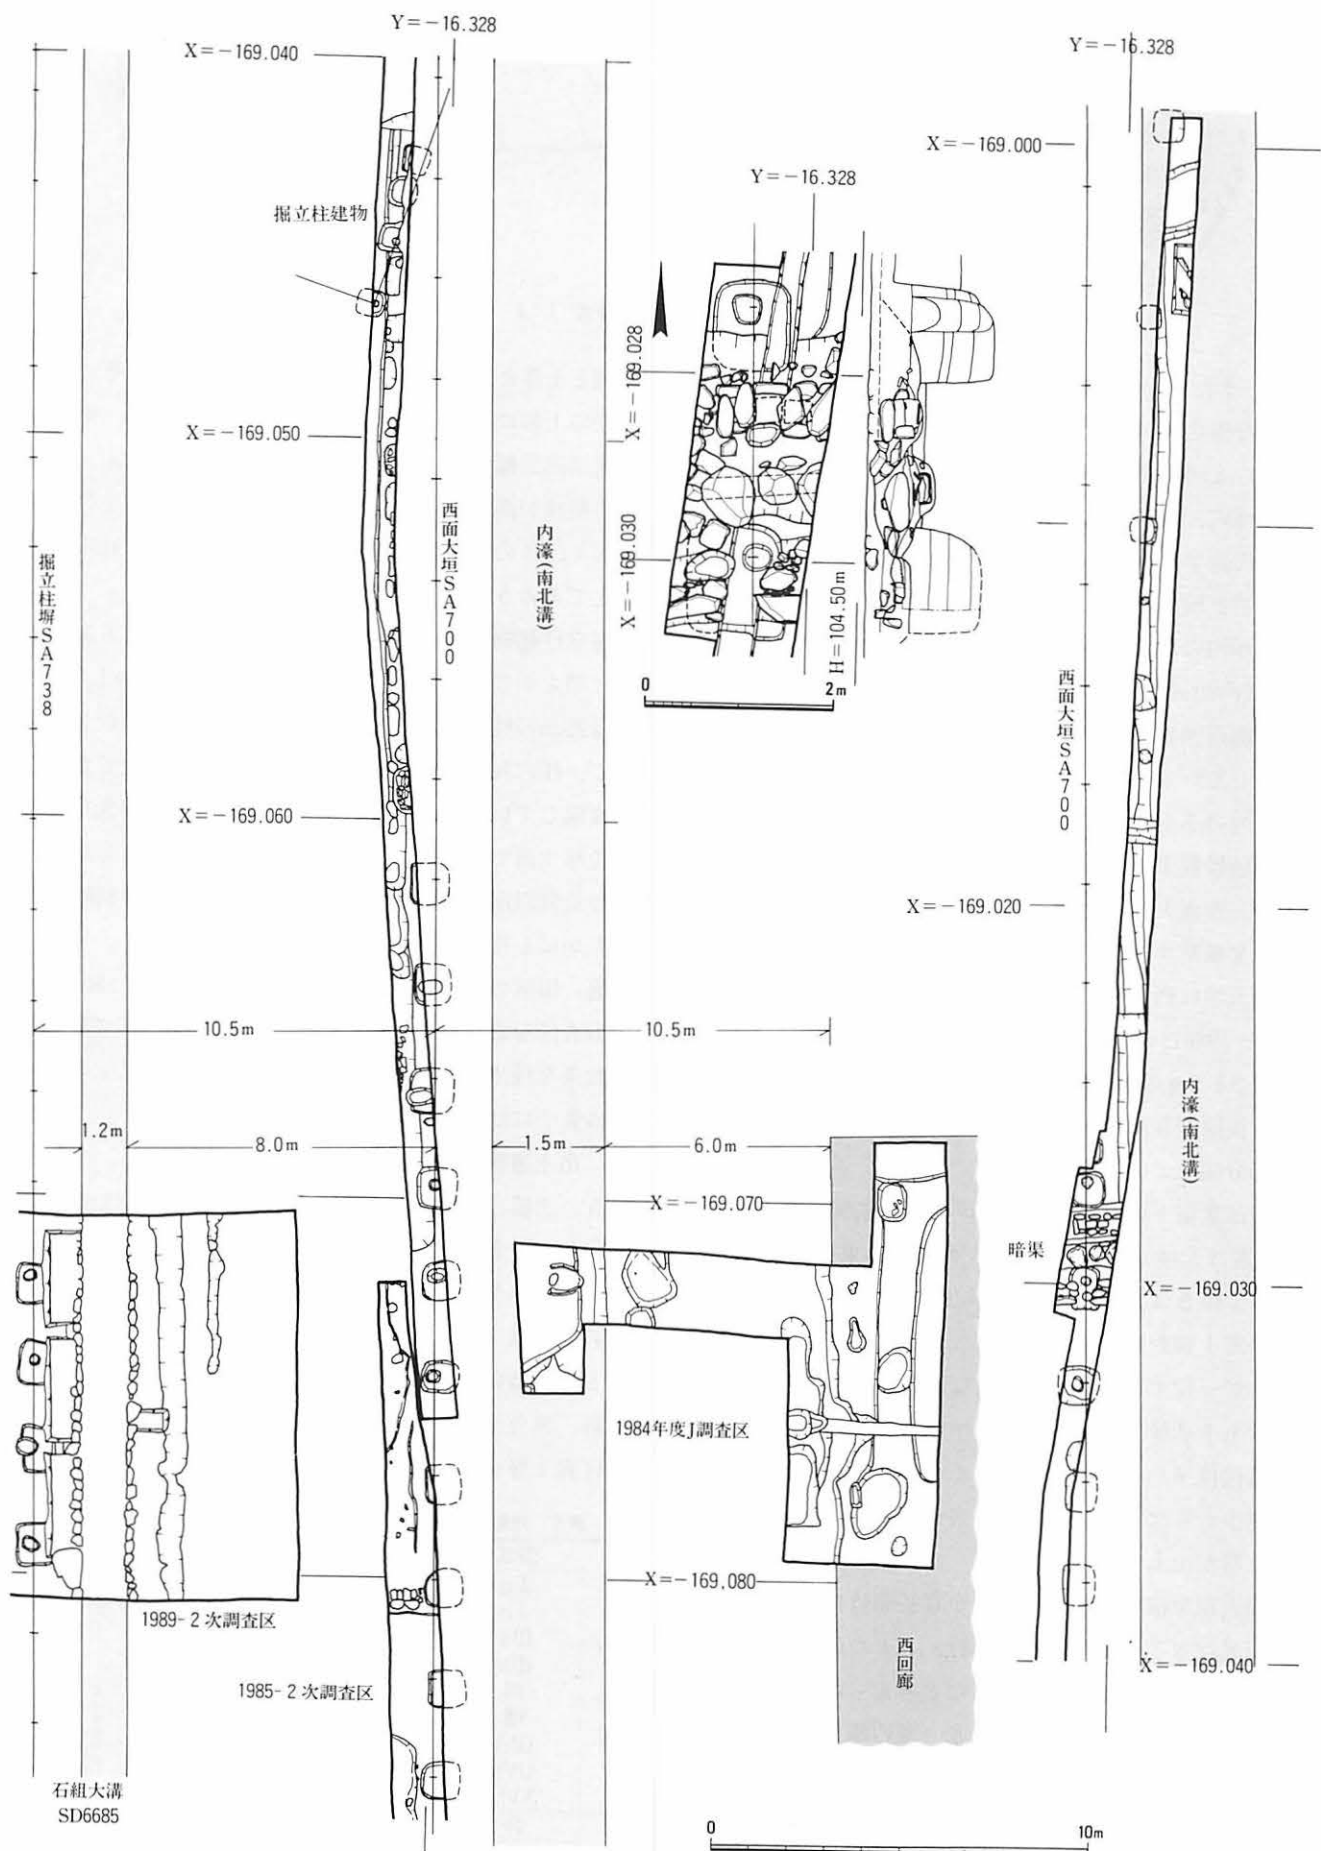 Y=-16.328
X=-169.040
掘立柱建物
X=-169.050
西面大垣SA700
内濠(南北溝)
掘立柱塀SA738
X=-169.060
10.5m
10.5m
1.2m
8.0m
1.5m
6.0m
X=-169.070
1984年度J調査区
X=-169.080
1989-2次調査区
1985-2次調査区
西回廊
石組大溝
SD6685
Y=-16.328
X=-169.028
X=-169.030
H=104.50m
0
2m
Y=-16.328
X=-169.000
西面大垣SA700
X=-169.020
内濠(南北溝)
暗渠
X=-169.030
X=-169.040
0
10m